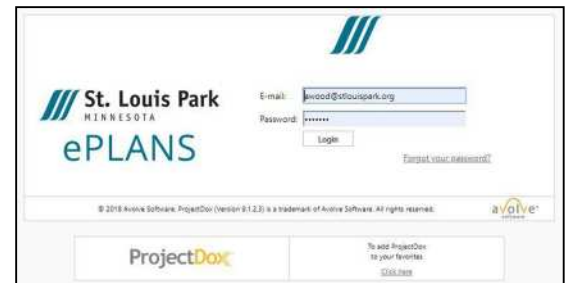 St. Louis Park
MINNESOTA
ePLANS
E-mail: awood@stlouispark.org
Password: •••••••
Login
Forgot your password?
© 2018 Avolve Software. ProjectDox (Version 9.1.2.3) is a trademark of Avolve Software. All rights reserved.
avolve
software
ProjectDox
To add ProjectDox
to your favorites
Click here